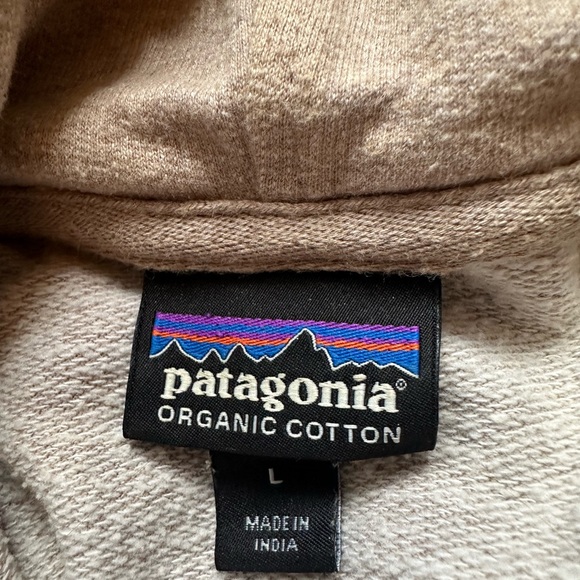 patagonia®
ORGANIC COTTON
L
MADE IN
INDIA